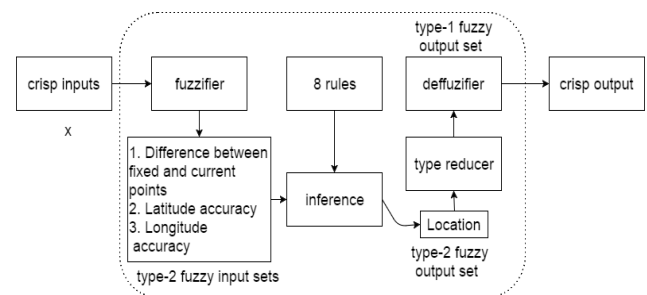 type-1 fuzzy
output set
crisp inputs
fuzzifier
8 rules
deffuzifier
crisp output
x
1. Difference between
fixed and current
points
2. Latitude accuracy
3. Longitude
accuracy
inference
type reducer
Location
type-2 fuzzy input sets
type-2 fuzzy
output set